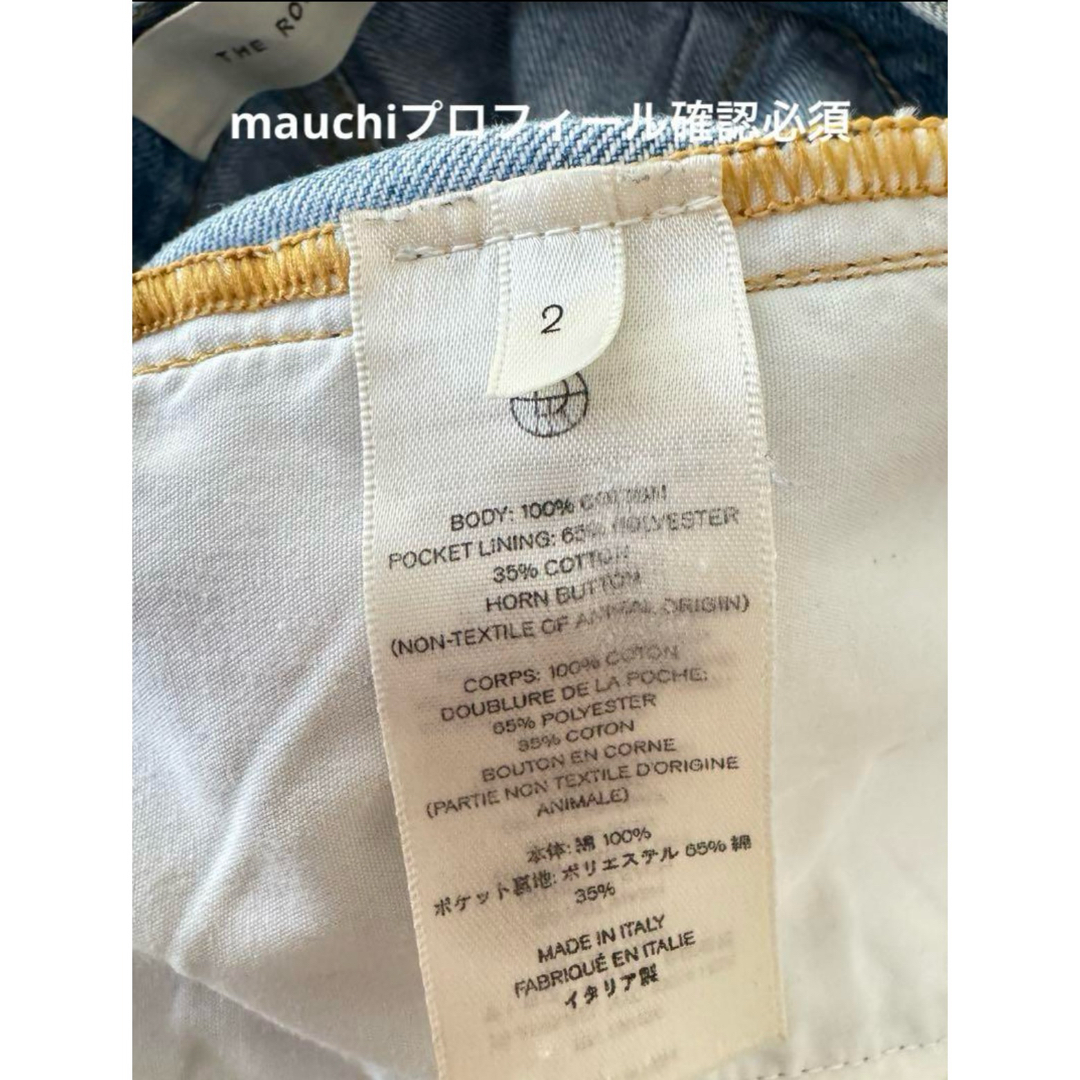 THE RO
mauchiプロフィール確認必須
2
BODY: 100% COTTON
POCKET LINING: 65% POLYESTER
35% COTTON
HORN BUTTON
(NON-TEXTILE OF ANIMAL ORIGIN)
CORPS: 100% COTON
DOUBLURE DE LA POCHE:
65% POLYESTER
35% COTON
BOUTON EN CORNE
(PARTIE NON TEXTILE D'ORIGINE
ANIMALE)
本体: 綿 100%
ポケット裏地: ポリエステル 65% 綿
35%
MADE IN ITALY
FABRIQUÉ EN ITALIE
イタリア製